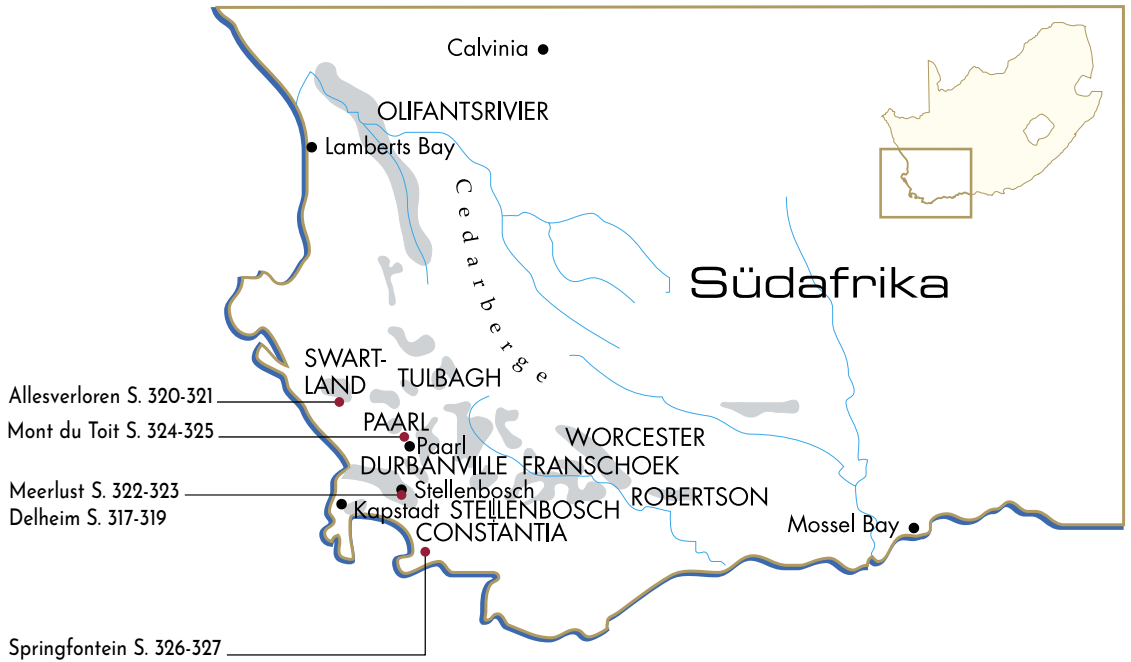 Calvinia
OLIFANTSRIVIER
Lamberts Bay
Cedarberge
Südafrika
SWART-
LAND
TULBAGH
Allesverloren S. 320-321
PAARL
Mont du Toit S. 324-325
Paarl
WORCESTER
DURBANVILLE FRANSCHOEK
Meerlust S. 322-323
Stellenbosch
ROBERTSON
Delheim S. 317-319
Kapstadt STELLENBOSCH
Mossel Bay
CONSTANTIA
Springfontein S. 326-327